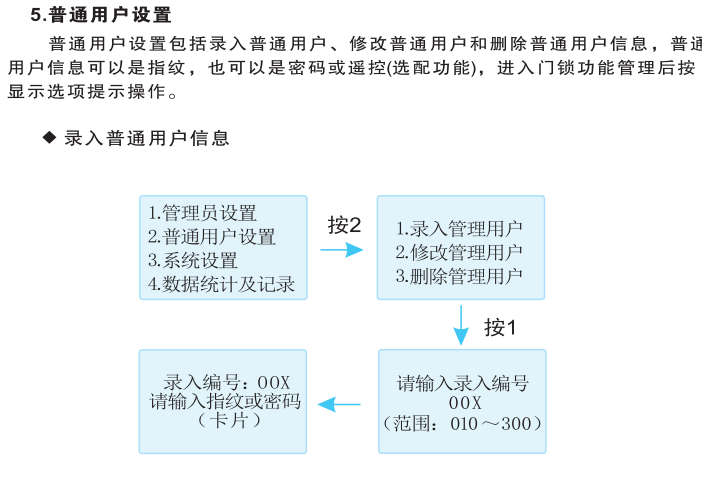 5.普通用户设置
普通用户设置包括录入普通用户、修改普通用户和删除普通用户信息，普通
用户信息可以是指纹，也可以是密码或遥控(选配功能)，进入门锁功能管理后按
显示选项提示操作。
◆ 录入普通用户信息
1.管理员设置
2.普通用户设置
3.系统设置
4.数据统计及记录
按2
1.录入管理用户
2.修改管理用户
3.删除管理用户
按1
请输入录入编号
00X
（范围：010～300）
录入编号：00X
请输入指纹或密码
（卡片）